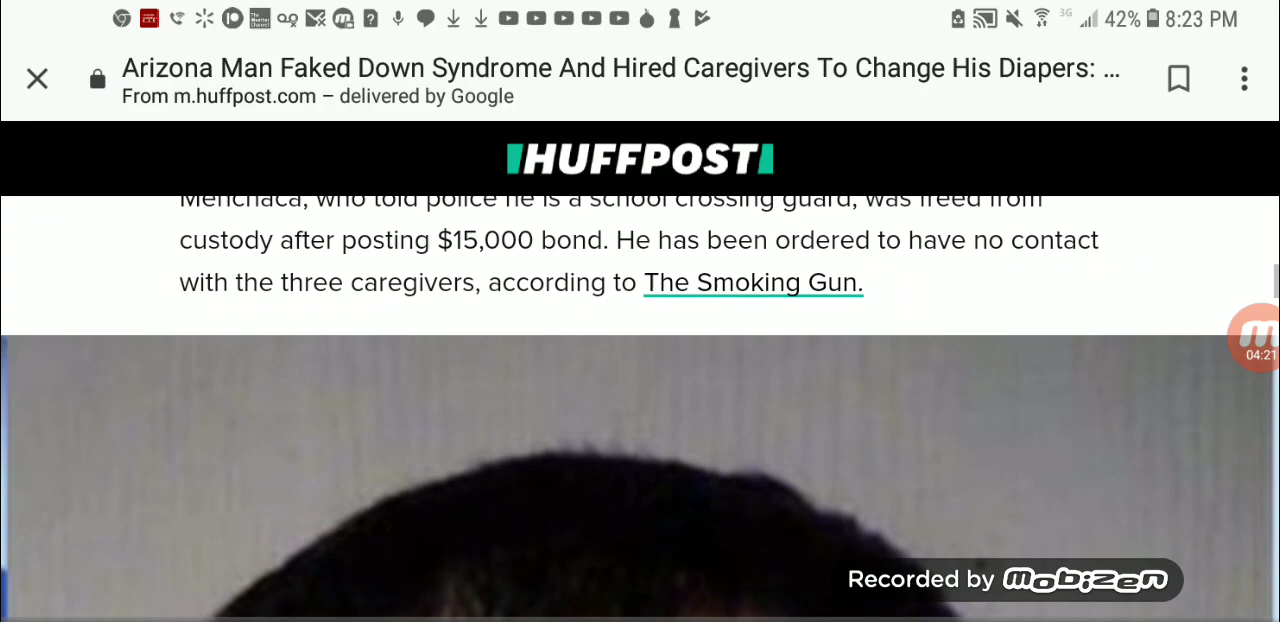 42% 8:23 PM
3G
Arizona Man Faked Down Syndrome And Hired Caregivers To Change His Diapers: ...
From m.huffpost.com – delivered by Google
HUFFPOST
Menchaca, who told police he is a school crossing guard, was freed from
custody after posting $15,000 bond. He has been ordered to have no contact
with the three caregivers, according to The Smoking Gun.
m
04:21
Recorded by mobizen